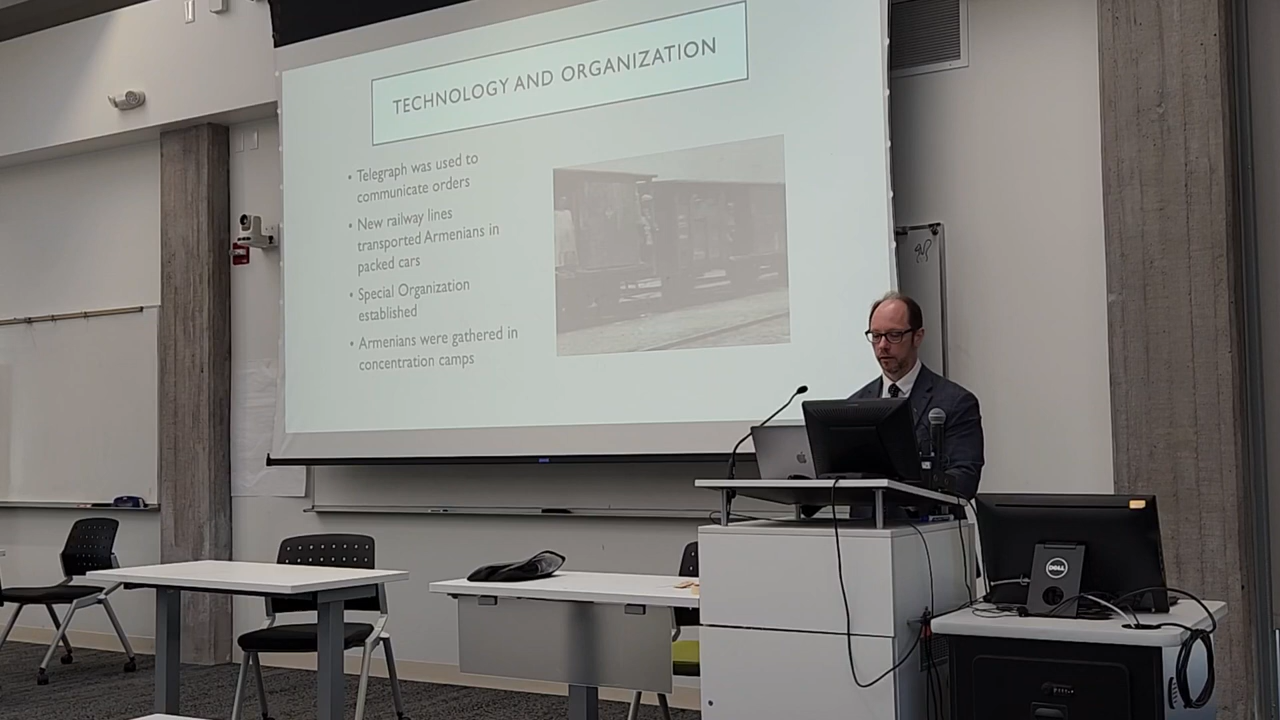 TECHNOLOGY AND ORGANIZATION
• Telegraph was used to
communicate orders
• New railway lines
transported Armenians in
packed cars
• Special Organization
established
• Armenians were gathered in
concentration camps
DELL